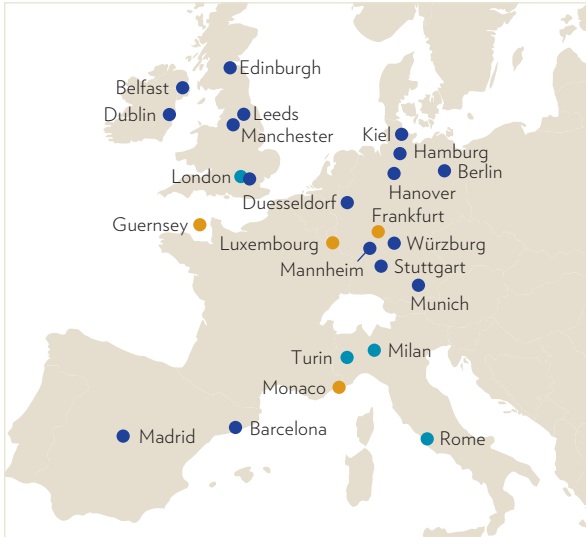 Edinburgh
Belfast
Dublin
Leeds
Manchester
Kiel
Hamburg
London
Berlin
Hanover
Duesseldorf
Frankfurt
Guernsey
Luxembourg
Würzburg
Mannheim
Stuttgart
Munich
Turin
Milan
Monaco
Madrid
Barcelona
Rome